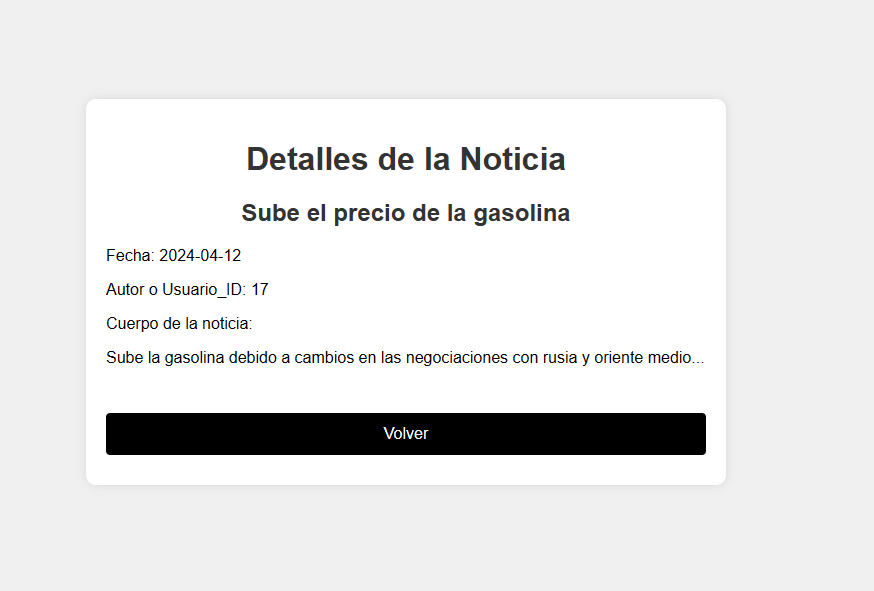 Detalles de la Noticia
Sube el precio de la gasolina
Fecha: 2024-04-12
Autor o Usuario_ID: 17
Cuerpo de la noticia:
Sube la gasolina debido a cambios en las negociaciones con rusia y oriente medio...
Volver